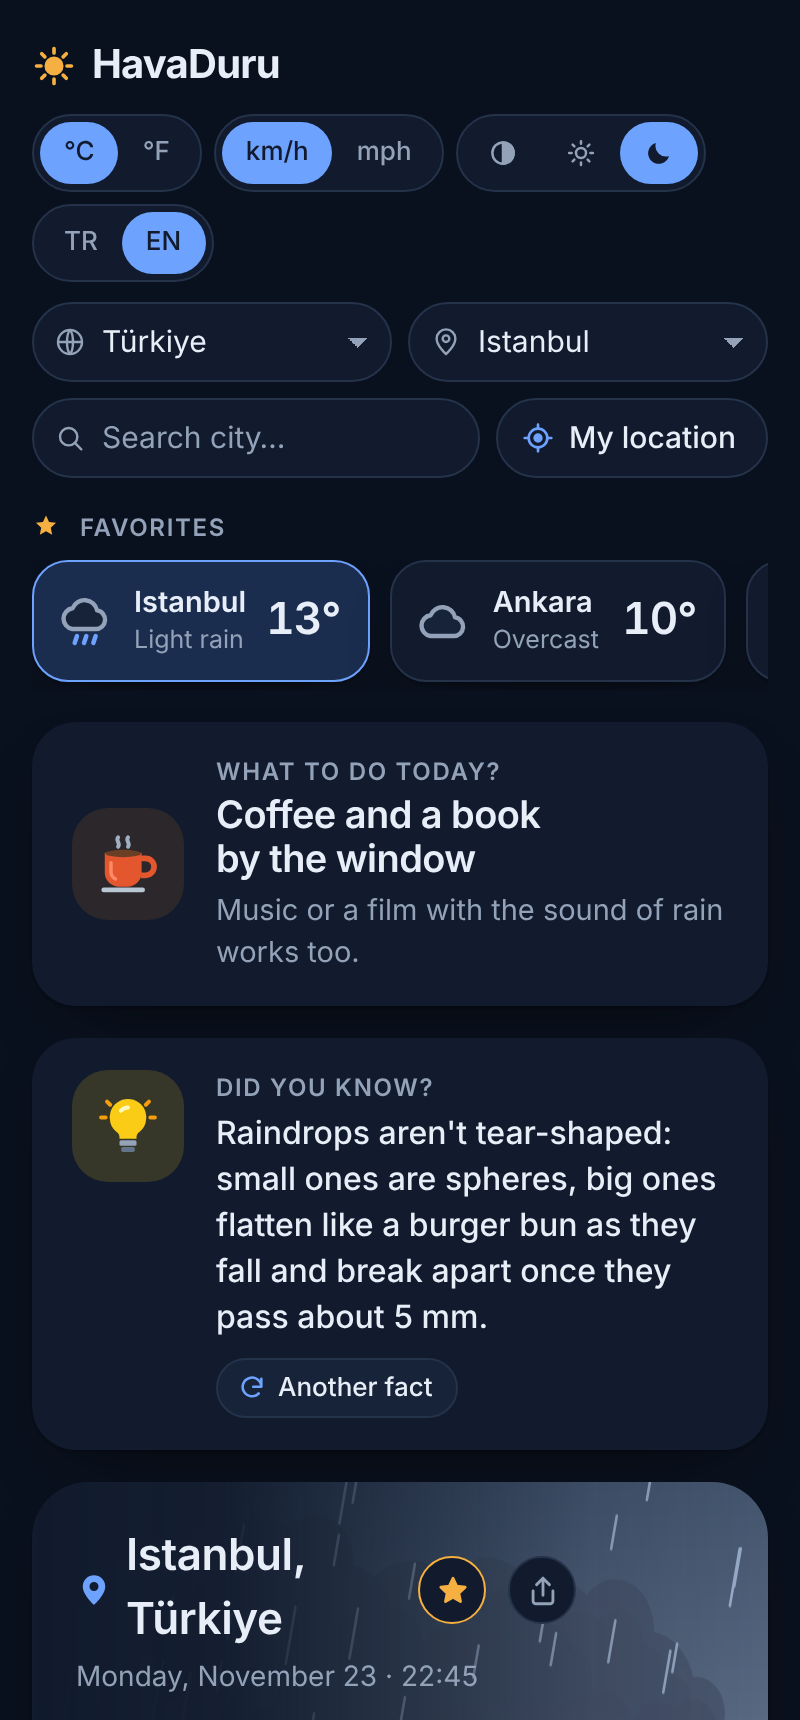 HavaDuru
°C °F km/h mph
TR EN
Türkiye Istanbul
Search city... My location
FAVORITES
Istanbul 13° Ankara 10°
Light rain Overcast
WHAT TO DO TODAY?
Coffee and a book
by the window
Music or a film with the sound of rain
works too.
DID YOU KNOW?
Raindrops aren't tear-shaped:
small ones are spheres, big ones
flatten like a burger bun as they
fall and break apart once they
pass about 5 mm.
Another fact
Istanbul,
Türkiye
Monday, November 23 · 22:45